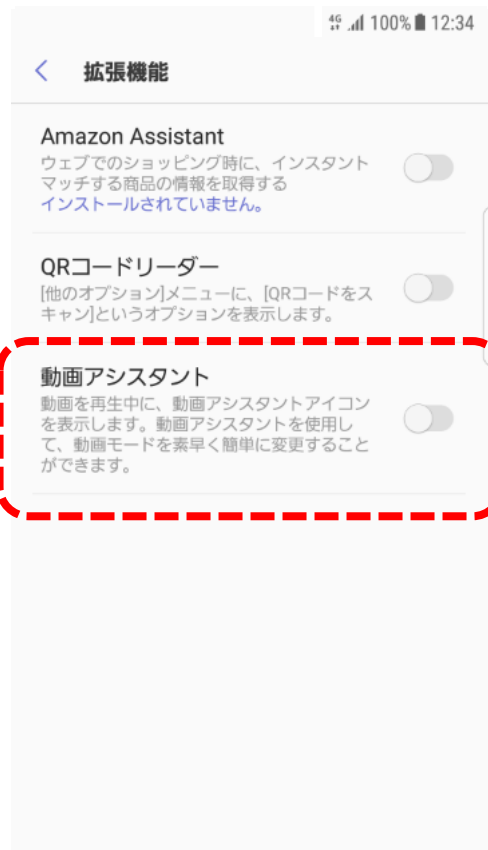 4G 100% 12:34
拡張機能
Amazon Assistant
ウェブでのショッピング時に、インスタント
マッチする商品の情報を取得する
インストールされていません。
QRコードリーダー
[他のオプション]メニューに、[QRコードをス
キャン]というオプションを表示します。
動画アシスタント
動画を再生中に、動画アシスタントアイコン
を表示します。動画アシスタントを使用し
て、動画モードを素早く簡単に変更すること
ができます。